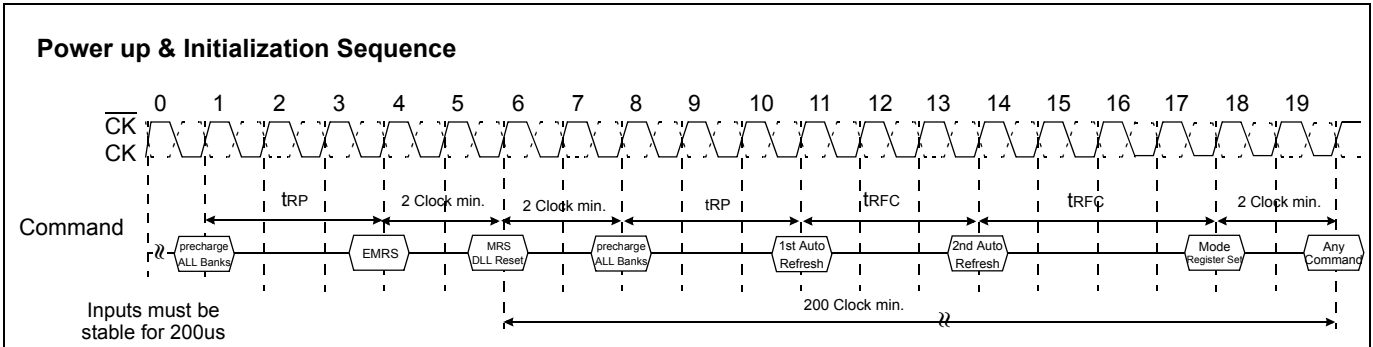 Power up & Initialization Sequence
0 1 2 3 4 5 6 7 8 9 10 11 12 13 14 15 16 17 18 19
CK
CK
tRP 2 Clock min. 2 Clock min. tRP tRFC tRFC 2 Clock min.
Command
precharge
ALL Banks
EMRS
MRS
DLL Reset
precharge
ALL Banks
1st Auto
Refresh
2nd Auto
Refresh
Mode
Register Set
Any
Command
Inputs must be
stable for 200us
200 Clock min.